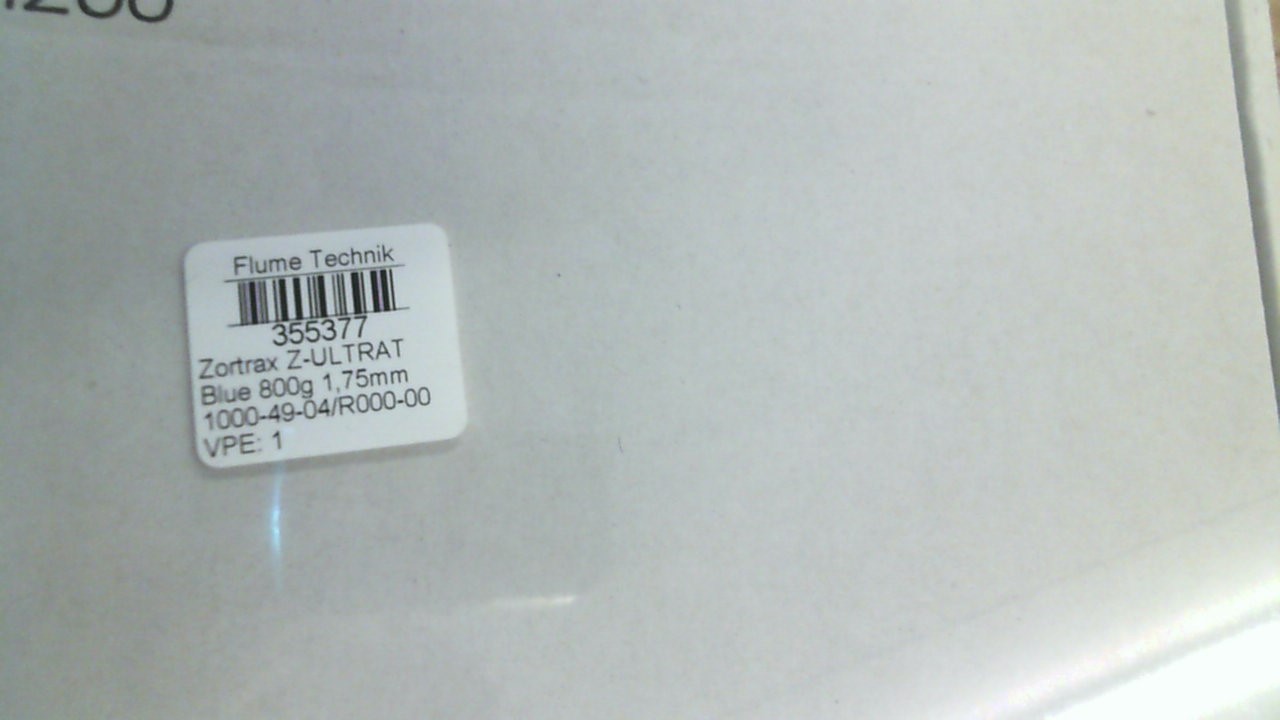 Flume Technik
355377
Zortrax Z-ULTRAT
Blue 800g 1,75mm
1000-49-04/R000-00
VPE: 1